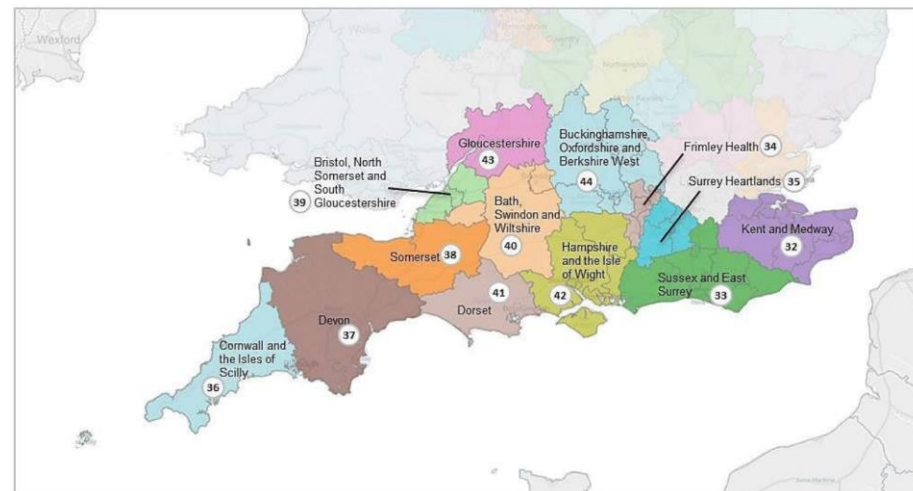 Wexford
Wales
Northampton
Gloucestershire
43
Buckinghamshire,
Oxfordshire and
Berkshire West
44
Frimley Health 34
Surrey Heartlands 35
Bristol, North
Somerset and
South
39 Gloucestershire
Bath,
Swindon and
Wiltshire
40
Kent and Medway
32
Somerset 38
Hampshire
and the Isle
of Wight
42
Sussex and East
Surrey
33
41
Dorset
Devon
37
Cornwall and
the Isles of
Scilly
36